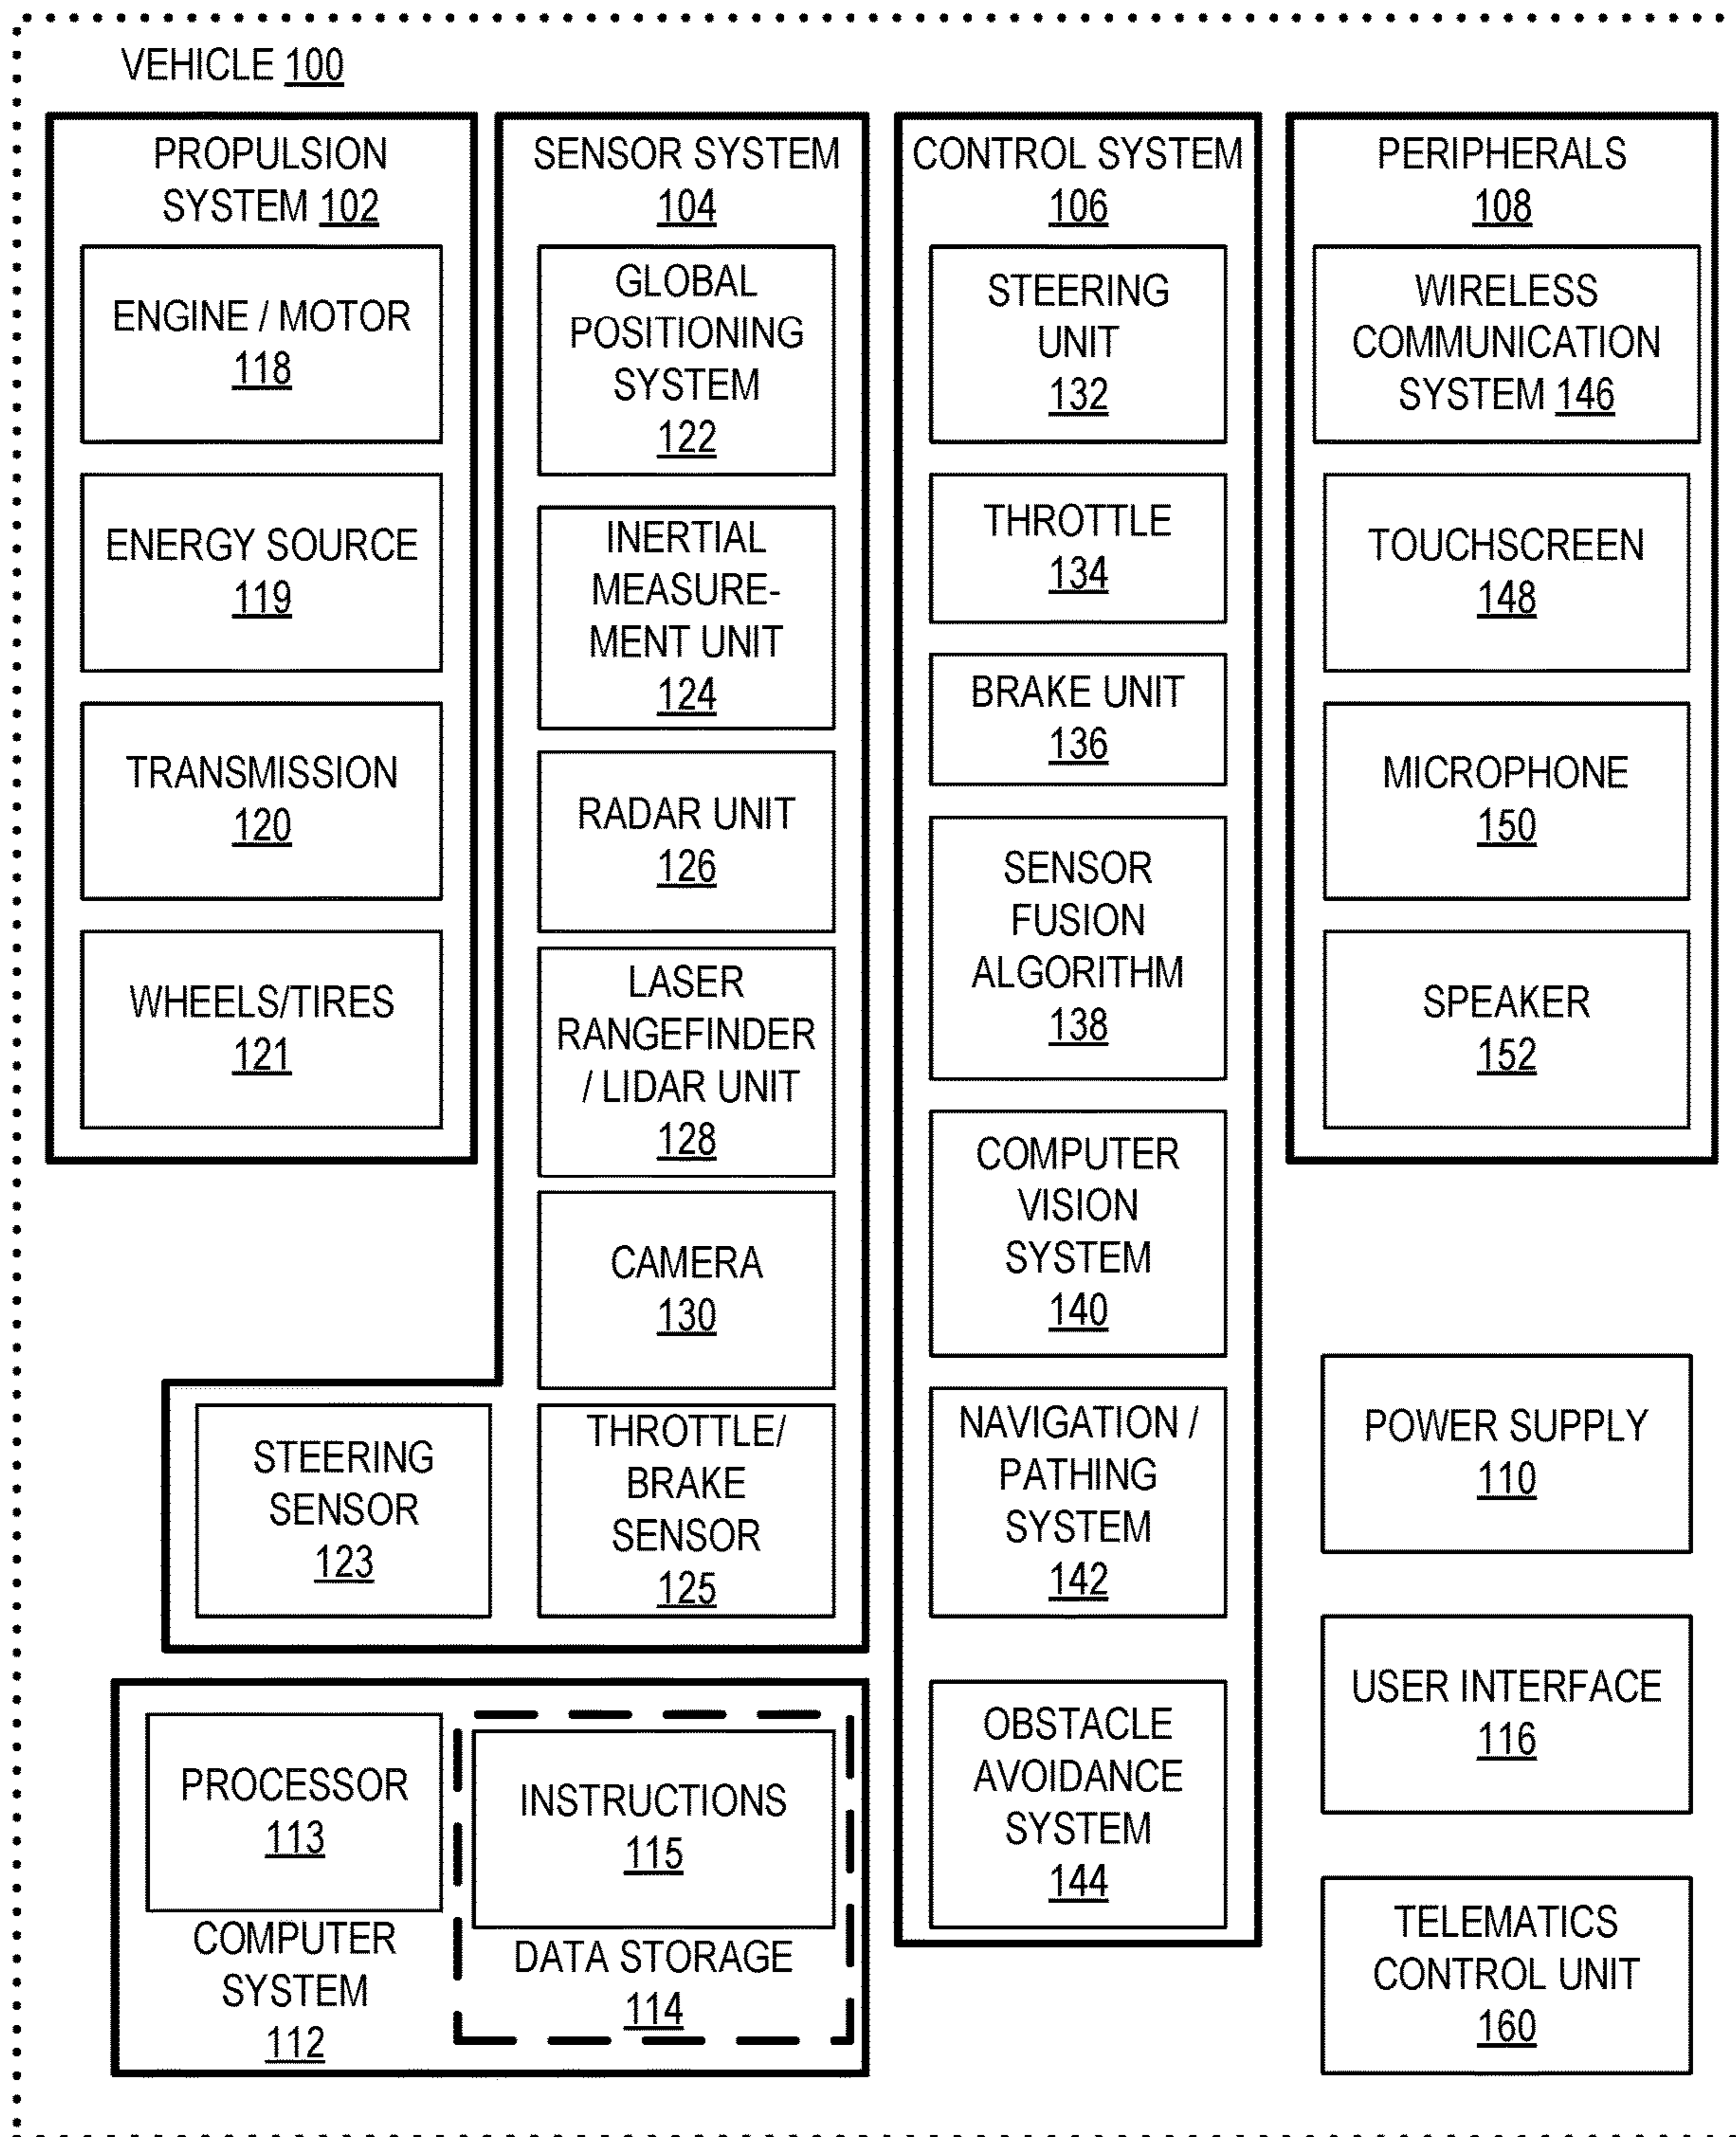 VEHICLE 100
PROPULSION
SYSTEM 102
ENGINE / MOTOR
118
ENERGY SOURCE
119
TRANSMISSION
120
WHEELS/TIRES
121
SENSOR SYSTEM
104
GLOBAL
POSITIONING
SYSTEM
122
INERTIAL
MEASURE-
MENT UNIT
124
RADAR UNIT
126
LASER
RANGEFINDER
/ LIDAR UNIT
128
CAMERA
130
STEERING
SENSOR
123
THROTTLE/
BRAKE
SENSOR
125
CONTROL SYSTEM
106
STEERING
UNIT
132
THROTTLE
134
BRAKE UNIT
136
SENSOR
FUSION
ALGORITHM
138
COMPUTER
VISION
SYSTEM
140
NAVIGATION /
PATHING
SYSTEM
142
OBSTACLE
AVOIDANCE
SYSTEM
144
PERIPHERALS
108
WIRELESS
COMMUNICATION
SYSTEM 146
TOUCHSCREEN
148
MICROPHONE
150
SPEAKER
152
PROCESSOR
113
COMPUTER
SYSTEM
112
INSTRUCTIONS
115
DATA STORAGE
114
POWER SUPPLY
110
USER INTERFACE
116
TELEMATICS
CONTROL UNIT
160